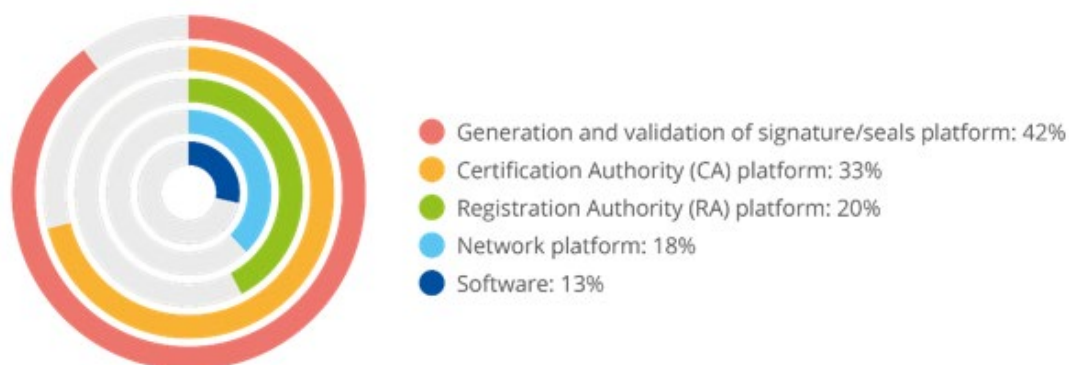 Generation and validation of signature/seals platform: 42%
Certification Authority (CA) platform: 33%
Registration Authority (RA) platform: 20%
Network platform: 18%
Software: 13%